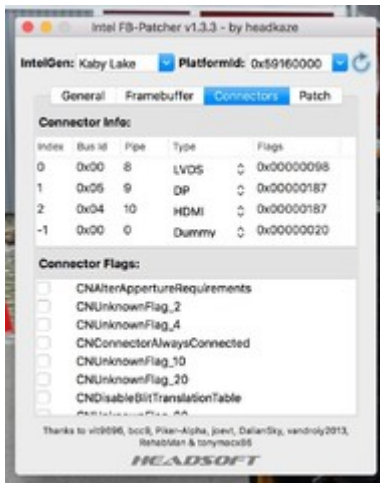 Intel FB-Patcher v1.3.3 - by headkaze
IntelGen: Kaby Lake PlatformId: 0x59160000
General Framebuffer Connectors Patch
Connector Info:
Index Bus Id Pipe Type Flags
0 0x00 8 LVDS 0x00000098
1 0x05 9 DP 0x00000187
2 0x04 10 HDMI 0x00000187
-1 0x00 0 Dummy 0x00000020
Connector Flags:
CNAlterAppertureRequirements
CNUnknownFlag_2
CNUnknownFlag_4
CNConnectorAlwaysConnected
CNUnknownFlag_10
CNUnknownFlag_20
CNDisableBlitTranslationTable
Thanks to vit9696, bcc9, Piker-Alpha, joevt, DalianSky, vandroiy2013,
RehabMan & tonymacx86
HEADSOFT